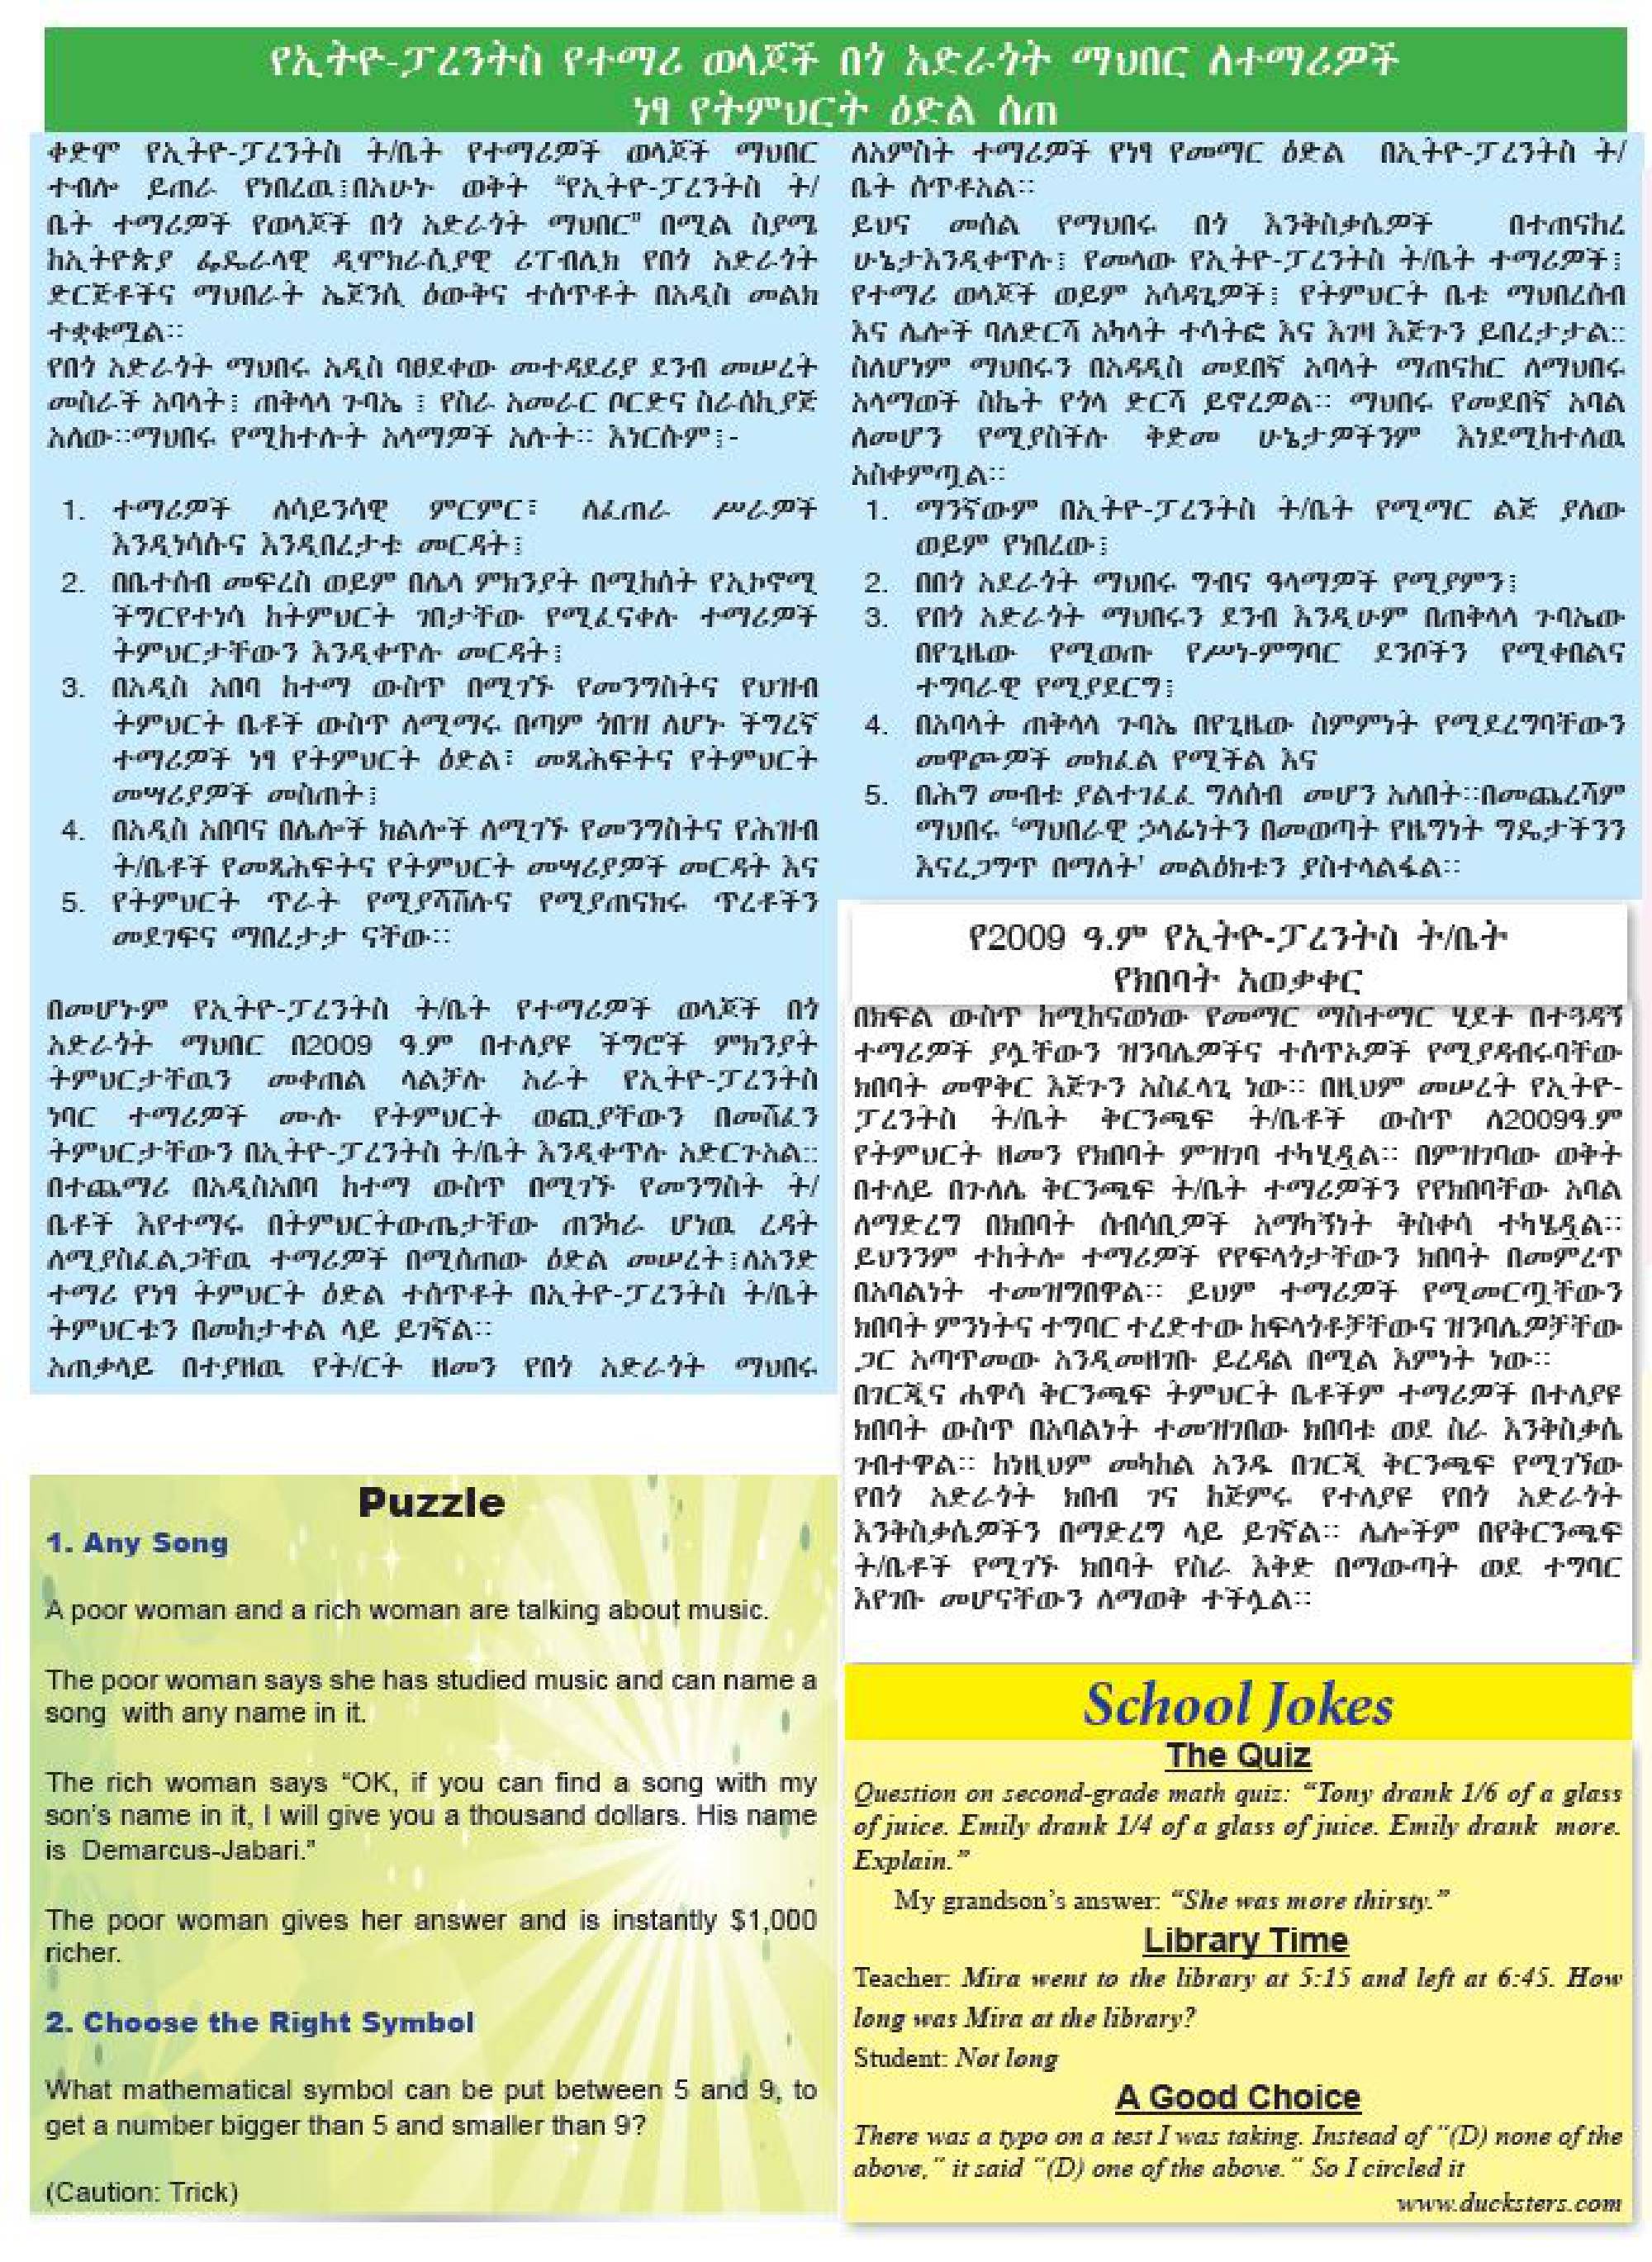 የኢትዮ-ፓረንትስ የተማሪ ወላጆች በጎ አድራጎት ማህበር ለተማሪዎች
ነፃ የትምህርት ዕድል ሰጠ
ቀድሞ የኢትዮ-ፓረንትስ ት/ቤት የተማሪዎች ወላጆች ማህበር
ተብሎ ይጠራ የነበረዉ፤በአሁኑ ወቅት “የኢትዮ-ፓረንትስ ት/
ቤት ተማሪዎች የወላጆች በጎ አድራጎት ማህበር” በሚል ስያሜ
ከኢትዮጵያ ፌዴራላዊ ዲሞክራሲያዊ ሪፐብሊክ የበጎ አድራጎት
ድርጅቶችና ማህበራት ኤጀንሲ ዕውቅና ተሰጥቶት በአዲስ መልክ
ተቋቁሟል።
የበጎ አድራጎት ማህበሩ አዲስ ባፀደቀው መተዳደሪያ ደንብ መሠረት
መስራች አባላት፤ ጠቅላላ ጉባኤ ፤ የስራ አመራር ቦርድና ስራስኪያጅ
አለው።ማህበሩ የሚከተሉት አላማዎች አሉት። እነርሱም፤-
1. ተማሪዎች ለሳይንሳዊ ምርምር፣ ለፈጠራ ሥራዎች
እንዲነሳሱና እንዲበረታቱ መርዳት፤
2. በቤተሰብ መፍረስ ወይም በሌላ ምክንያት በሚከሰት የኢኮኖሚ
ችግርየተነሳ ከትምህርት ገበታቸው የሚፈናቀሉ ተማሪዎች
ትምህርታቸውን እንዲቀጥሉ መርዳት፤
3. በአዲስ አበባ ከተማ ውስጥ በሚገኙ የመንግስትና የህዝብ
ትምህርት ቤቶች ውስጥ ለሚማሩ በጣም ጎበዝ ለሆኑ ችግረኛ
ተማሪዎች ነፃ የትምህርት ዕድል፣ መጻሕፍትና የትምህርት
መሣሪያዎች መስጠት፤
4. በአዲስ አበባና በሌሎች ክልሎች ለሚገኙ የመንግስትና የሕዝብ
ት/ቤቶች የመጻሕፍትና የትምህርት መሣሪያዎች መርዳት እና
5. የትምህርት ጥራት የሚያሻሽሉና የሚያጠናክሩ ጥረቶችን
መደገፍና ማበረታታ ናቸው።
በመሆኑም የኢትዮ-ፓረንትስ ት/ቤት የተማሪዎች ወላጆች በጎ
አድራጎት ማህበር በ2009 ዓ.ም በተለያዩ ችግሮች ምክንያት
ትምህርታቸዉን መቀጠል ላልቻሉ አራት የኢትዮ-ፓረንትስ
ነባር ተማሪዎች ሙሉ የትምህርት ወጪያቸውን በመሸፈን
ትምህርታቸውን በኢትዮ-ፓረንትስ ት/ቤት እንዲቀጥሉ አድርጉአል።
በተጨማሪ በአዲስአበባ ከተማ ውስጥ በሚገኙ የመንግስት ት/
ቤቶች እየተማሩ በትምህርትውጤታቸው ጠንካራ ሆነዉ ረዳት
ለሚያስፈልጋቸዉ ተማሪዎች በሚሰጠው ዕድል መሠረት፤ለአንድ
ተማሪ የነፃ ትምህርት ዕድል ተሰጥቶት በኢትዮ-ፓረንትስ ት/ቤት
ትምህርቱን በመከታተል ላይ ይገኛል።
አጠቃላይ በተያዘዉ የት/ርት ዘመን የበጎ አድራጎት ማህበሩ
ለአምስት ተማሪዎች የነፃ የመማር ዕድል በኢትዮ-ፓረንትስ ት/
ቤት ሰጥቶአል።
ይህና መሰል የማህበሩ በጎ እንቅስቃሴዎች በተጠናከረ
ሁኔታእንዲቀጥሉ፤ የመላው የኢትዮ-ፓረንትስ ት/ቤት ተማሪዎች፤
የተማሪ ወላጆች ወይም አሳዳጊዎች፤ የትምህርት ቤቱ ማህበረሰብ
እና ሌሎች ባለድርሻ አካላት ተሳትፎ እና እገዛ እጅጉን ይበረታታል።
ስለሆነም ማህበሩን በአዳዲስ መደበኛ አባላት ማጠናከር ለማህበሩ
አላማወች ስኬት የጎላ ድርሻ ይኖረዎል። ማህበሩ የመደበኛ አባል
ለመሆን የሚያስችሉ ቅድመ ሁኔታዎችንም እነደሚከተለዉ
አስቀምጧል።
1. ማንኛውም በኢትዮ-ፓረንትስ ት/ቤት የሚማር ልጅ ያለው
ወይም የነበረው፤
2. በበጎ አደራጎት ማህበሩ ግብና ዓላማዎች የሚያምን፤
3. የበጎ አድራጎት ማህበሩን ደንብ እንዲሁም በጠቅላላ ጉባኤው
በየጊዜው የሚወጡ የሥነ-ምግባር ደንቦችን የሚቀበልና
ተግባራዊ የሚያደርግ፤
4. በአባላት ጠቅላላ ጉባኤ በየጊዜው ስምምነት የሚደረግባቸውን
መዋጮዎች መክፈል የሚችል እና
5. በሕግ መብቱ ያልተገፈፈ ግለሰብ መሆን አለበት።በመጨረሻም
ማህበሩ ‘ማህበራዊ ኃላፊነትን በመወጣት የዜግነት ግዴታችንን
እናረጋግጥ በማለት’ መልዕክቱን ያስተላልፋል።
የ2009 ዓ.ም የኢትዮ-ፓረንትስ ት/ቤት
የክበባት አወቃቀር
በክፍል ውስጥ ከሚከናወነው የመማር ማስተማር ሂደት በተጓዳኝ
ተማሪዎች ያሏቸውን ዝንባሌዎችና ተሰጥኦዎች የሚያዳብሩባቸው
ክበባት መዋቅር እጅጉን አስፈላጊ ነው። በዚህም መሠረት የኢትዮ-
ፓረንትስ ት/ቤት ቅርንጫፍ ት/ቤቶች ውስጥ ለ20099.ም
የትምህርት ዘመን የክበባት ምዝገባ ተካሂዷል። በምዝገባው ወቅት
በተለይ በጉለሌ ቅርንጫፍ ት/ቤት ተማሪዎችን የየክበባቸው አባል
ለማድረግ በክበባት ሰብሳቢዎች አማካኝነት ቅስቀሳ ተካሄዷል።
ይህንንም ተከትሎ ተማሪዎች የየፍላጎታቸውን ክበባት በመምረጥ
በአባልነት ተመዝግበዋል። ይህም ተማሪዎች የሚመርጧቸውን
ክበባት ምንነትና ተግባር ተረድተው ከፍላጎቶቻቸውና ዝንባሌዎቻቸው
ጋር አጣጥመው እንዲመዘገቡ ይረዳል በሚል እምነት ነው።
በገርጂና ሐዋሳ ቅርንጫፍ ትምህርት ቤቶችም ተማሪዎች በተለያዩ
ክበባት ውስጥ በአባልነት ተመዝገበው ክበባቱ ወደ ስራ እንቅስቃሴ
ገብተዋል። ከነዚህም መካከል አንዱ በገርጂ ቅርንጫፍ የሚገኘው
የበጎ አድራጎት ክበብ ገና ከጅምሩ የተለያዩ የበጎ አድራጎት
እንቅስቃሴዎችን በማድረግ ላይ ይገኛል። ሌሎችም በየቅርንጫፍ
ት/ቤቶች የሚገኙ ክበባት የስራ እቅድ በማውጣት ወደ ተግባር
እየገቡ መሆናቸውን ለማወቅ ተችሏል።
Puzzle
1. Any Song
A poor woman and a rich woman are talking about music.
The poor woman says she has studied music and can name a
song with any name in it.
The rich woman says “OK, if you can find a song with my
son’s name in it, I will give you a thousand dollars. His name
is Demarcus-Jabari.”
The poor woman gives her answer and is instantly $1,000
richer.
2. Choose the Right Symbol
What mathematical symbol can be put between 5 and 9, to
get a number bigger than 5 and smaller than 9?
(Caution: Trick)
School Jokes
The Quiz
Question on second-grade math quiz: “Tony drank 1/6 of a glass
of juice. Emily drank 1/4 of a glass of juice. Emily drank more.
Explain.”
My grandson’s answer: “She was more thirsty.”
Library Time
Teacher: Mira went to the library at 5:15 and left at 6:45. How
long was Mira at the library?
Student: Not long
A Good Choice
There was a typo on a test I was taking. Instead of “(D) none of the
above,” it said “(D) one of the above.” So I circled it
www.ducksters.com